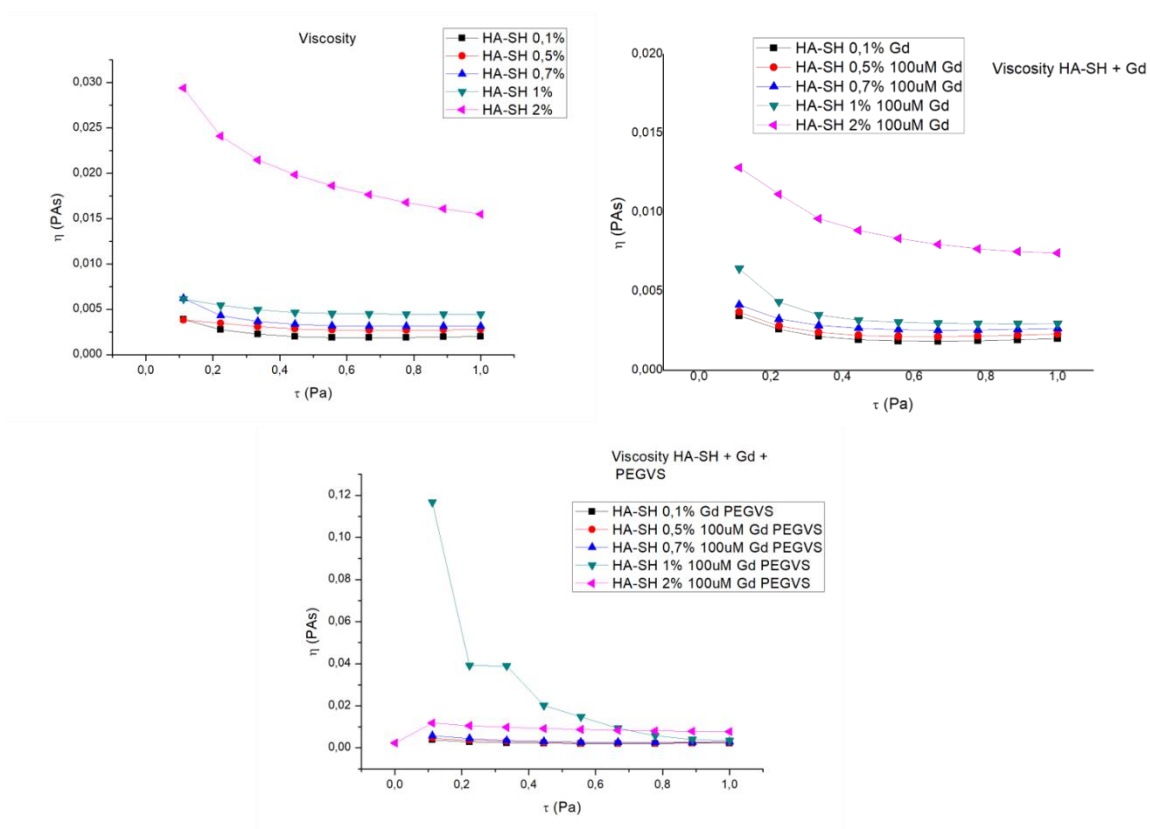 Viscosity
HA-SH 0,1%
HA-SH 0,5%
HA-SH 0,7%
HA-SH 1%
HA-SH 2%
0,030
0,025
0,020
0,015
0,010
0,005
0,000
η (PAs)
0,0 0,2 0,4 0,6 0,8 1,0
τ (Pa)
Viscosity HA-SH + Gd
HA-SH 0,1% Gd
HA-SH 0,5% 100uM Gd
HA-SH 0,7% 100uM Gd
HA-SH 1% 100uM Gd
HA-SH 2% 100uM Gd
0,020
0,015
0,010
0,005
0,000
η (PAs)
0,0 0,2 0,4 0,6 0,8 1,0
τ (Pa)
Viscosity HA-SH + Gd +
PEGVS
HA-SH 0,1% Gd PEGVS
HA-SH 0,5% 100uM Gd PEGVS
HA-SH 0,7% 100uM Gd PEGVS
HA-SH 1% 100uM Gd PEGVS
HA-SH 2% 100uM Gd PEGVS
0,12
0,10
0,08
0,06
0,04
0,02
0,00
η (PAs)
0,0 0,2 0,4 0,6 0,8 1,0
τ (Pa)